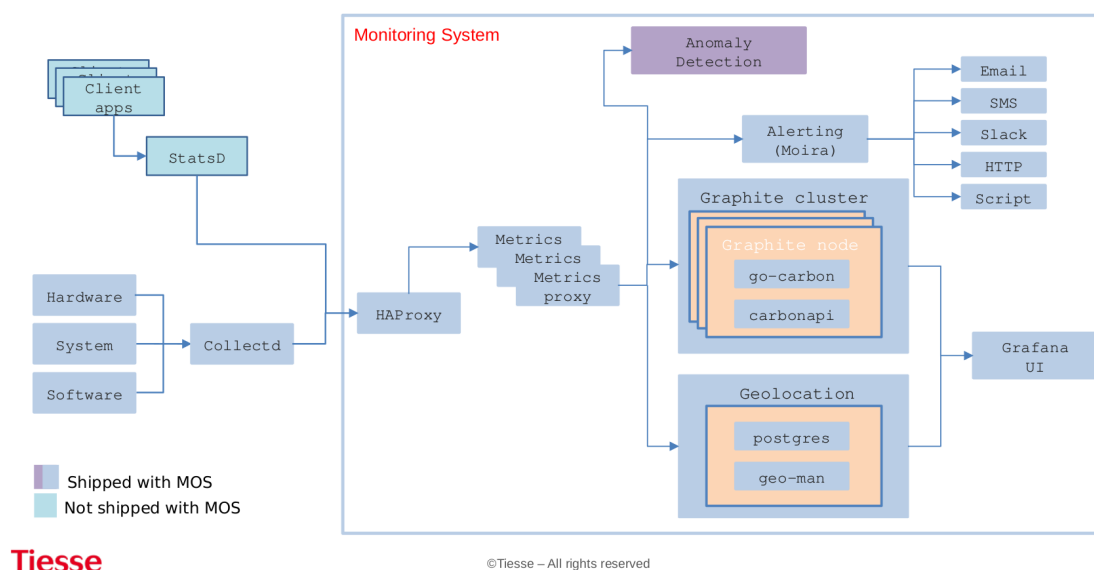 Monitoring System
Anomaly
Detection
Client
apps
StatsD
Alerting
(Moira)
Email
SMS
Slack
HTTP
Script
Graphite cluster
Graphite node
go-carbon
carbonapi
Metrics
Metrics
Metrics
proxy
Hardware
System
Software
Collectd
HAProxy
Grafana
UI
Geolocation
postgres
geo-man
Shipped with MOS
Not shipped with MOS
Tiesse
©Tiesse – All rights reserved